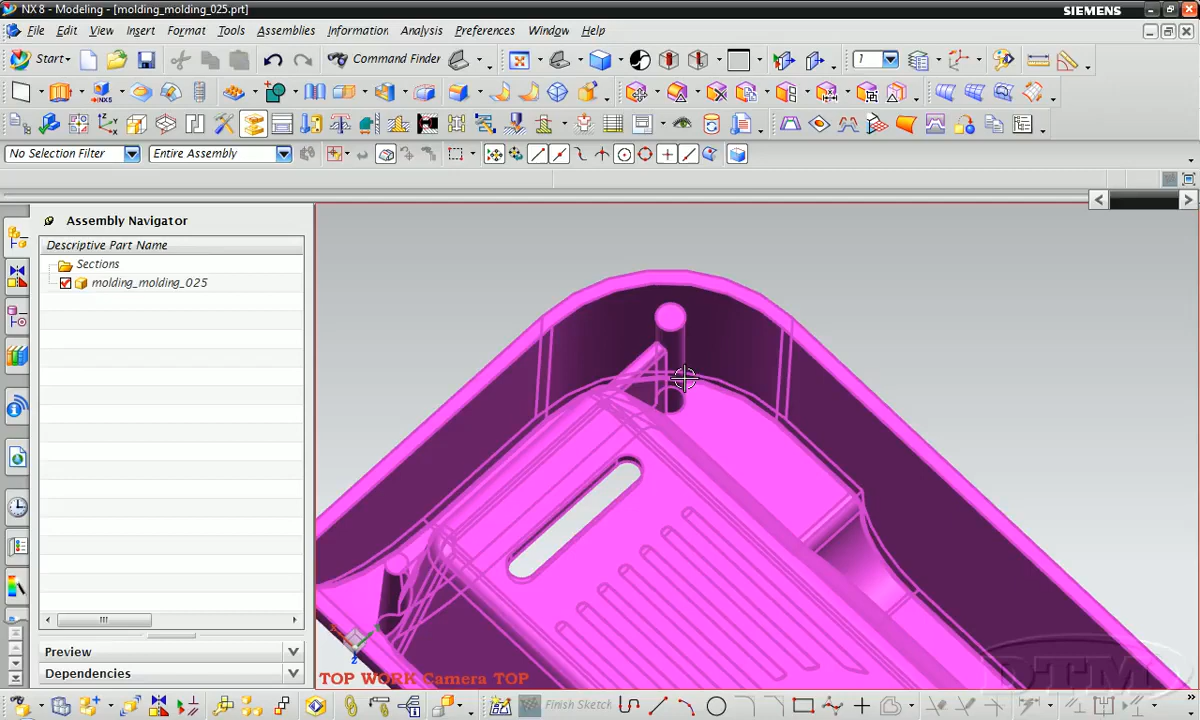 NX 8 - Modeling - [molding_molding_025.prt]
SIEMENS
File Edit View Insert Format Tools Assemblies Information Analysis Preferences Window Help
Start Command Finder 1
No Selection Filter Entire Assembly
Assembly Navigator
Descriptive Part Name
Sections
molding_molding_025
Preview
Dependencies
TOP WORK Camera TOP
DTM
Finish Sketch